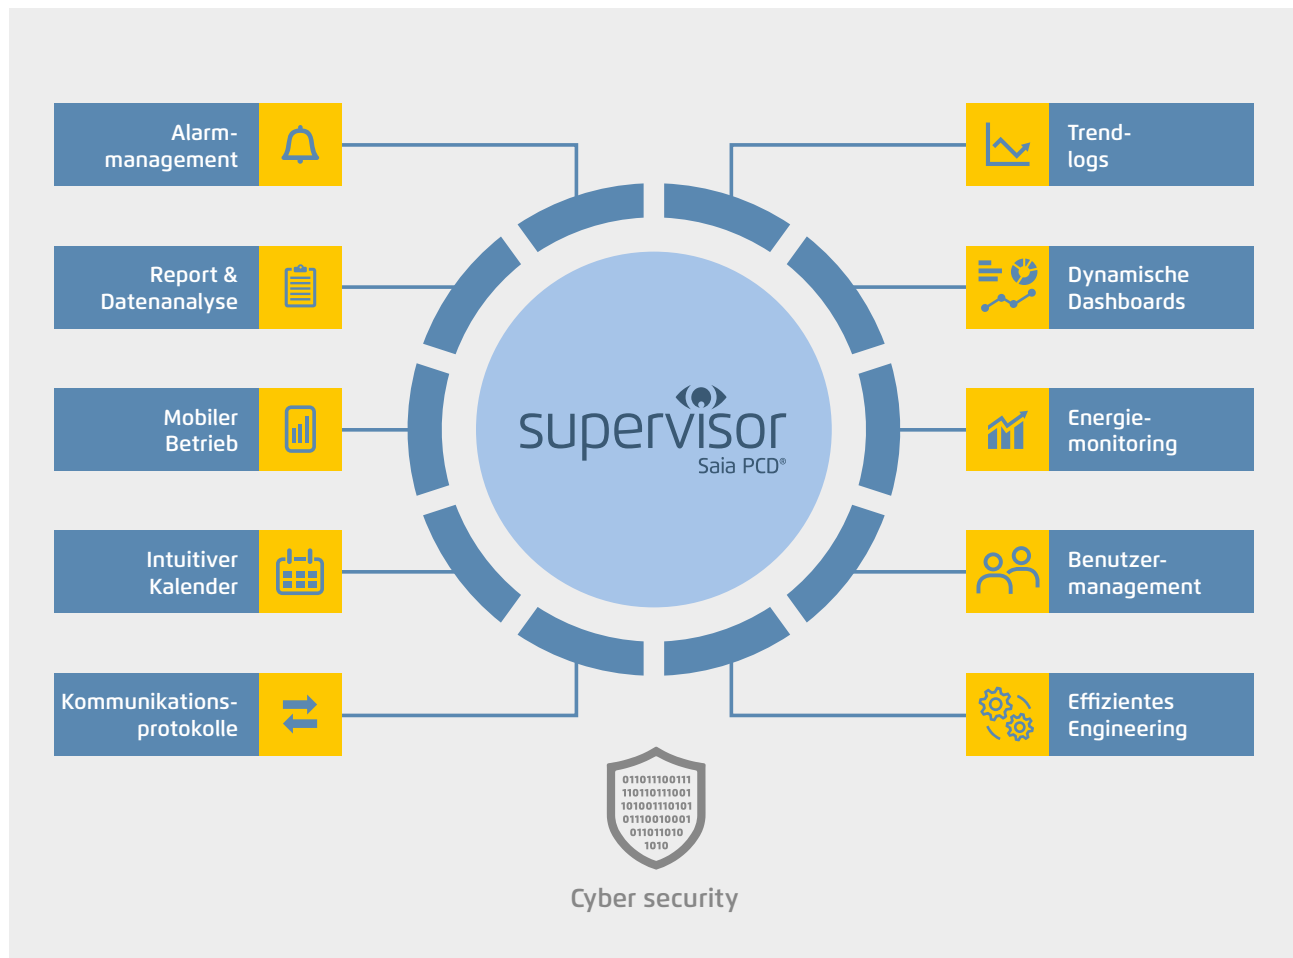 Alarm-
management
Report &
Datenanalyse
Mobiler
Betrieb
Intuitiver
Kalender
Kommunikations-
protokolle
supervisor
Saia PCD®
Trend-
logs
Dynamische
Dashboards
Energie-
monitoring
Benutzer-
management
Effizientes
Engineering
011011100111
110110111001
101001110101
01110010001
011011010
1010
Cyber security